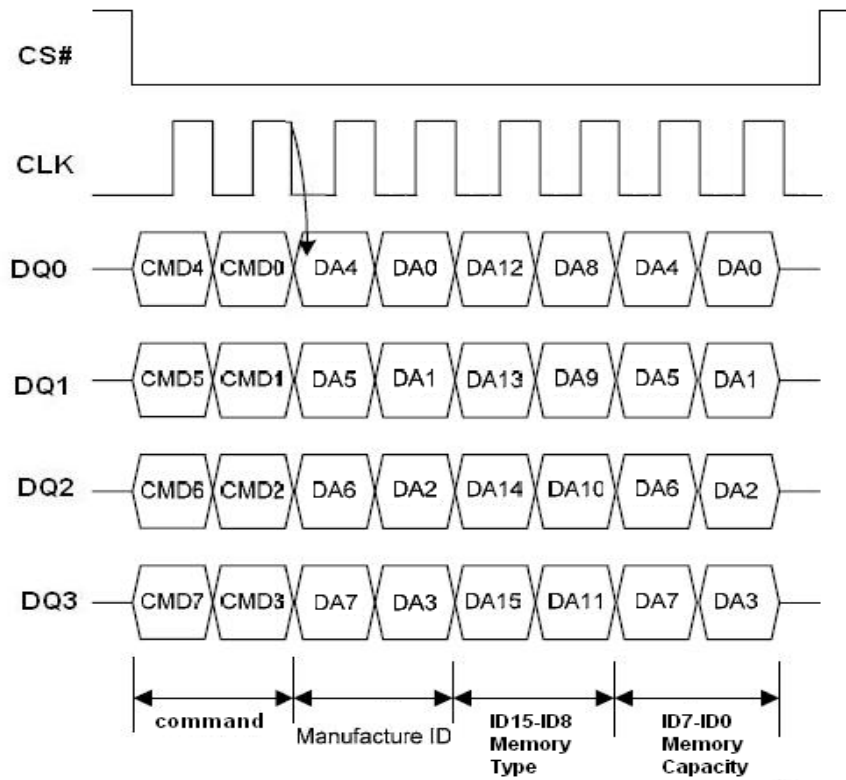 CS#
CLK
DQ0 CMD4 CMD0 DA4 DA0 DA12 DA8 DA4 DA0
DQ1 CMD5 CMD1 DA5 DA1 DA13 DA9 DA5 DA1
DQ2 CMD6 CMD2 DA6 DA2 DA14 DA10 DA6 DA2
DQ3 CMD7 CMD3 DA7 DA3 DA15 DA11 DA7 DA3
command
Manufacture ID
ID15-ID8
Memory
Type
ID7-ID0
Memory
Capacity